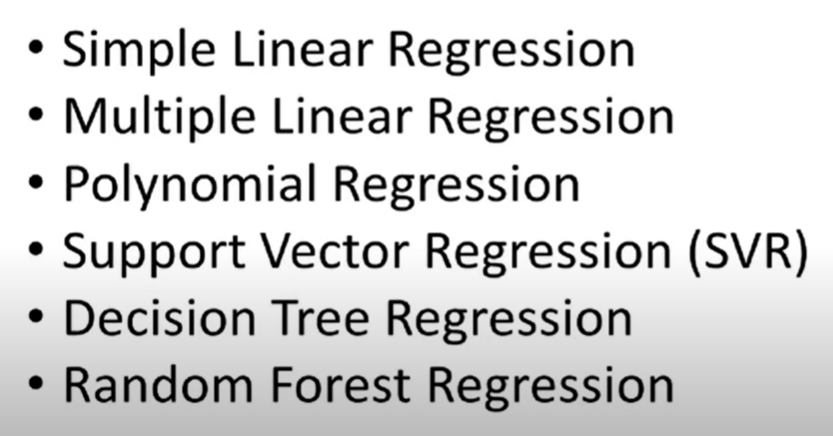 • Simple Linear Regression
• Multiple Linear Regression
• Polynomial Regression
• Support Vector Regression (SVR)
• Decision Tree Regression
• Random Forest Regression